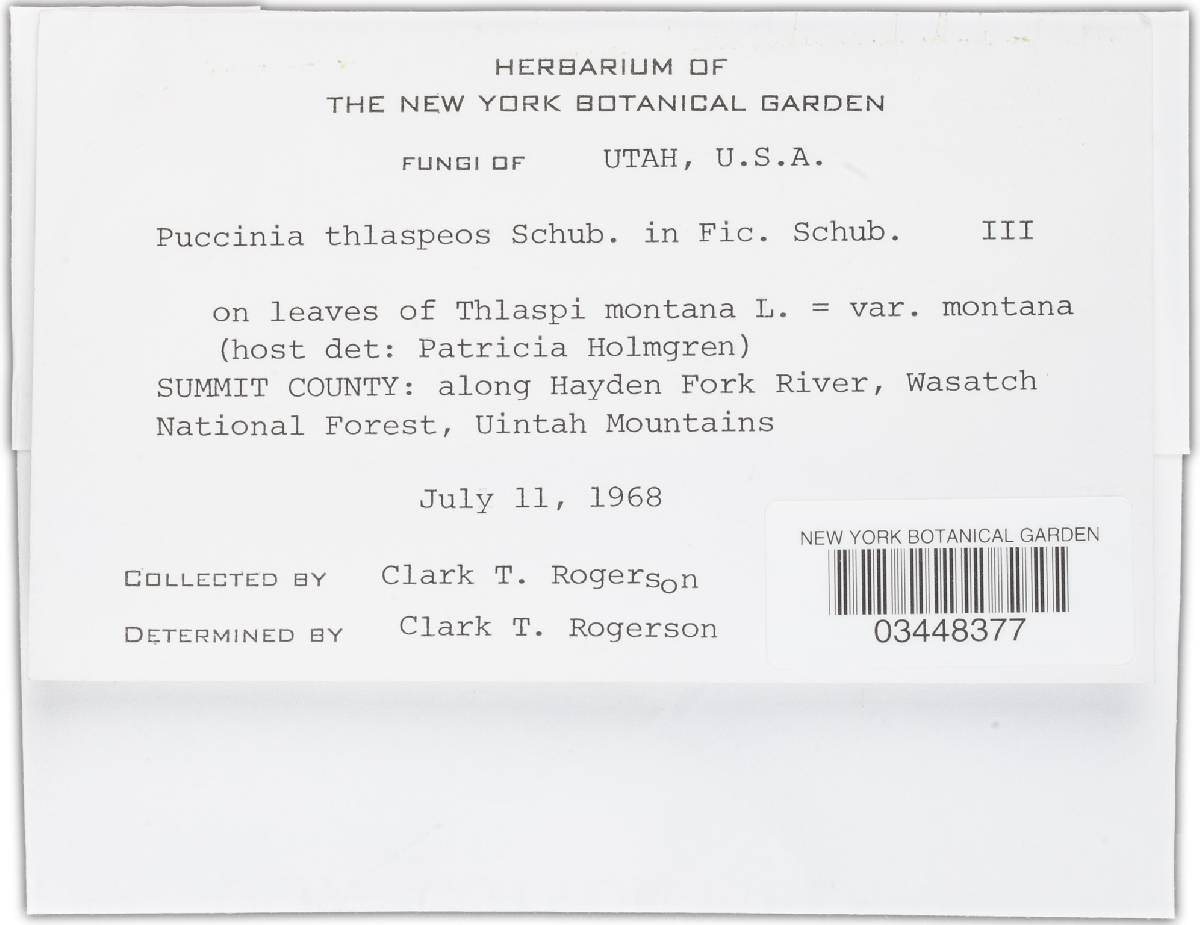 HERBARIUM OF
THE NEW YORK BOTANICAL GARDEN
FUNGI OF UTAH, U.S.A.
Puccinia thlaspeos Schub. in Fic. Schub. III
on leaves of Thlaspi montana L. = var. montana
(host det: Patricia Holmgren)
SUMMIT COUNTY: along Hayden Fork River, Wasatch
National Forest, Uintah Mountains
July 11, 1968
COLLECTED BY Clark T. Rogerson
DETERMINED BY Clark T. Rogerson
NEW YORK BOTANICAL GARDEN
03448377